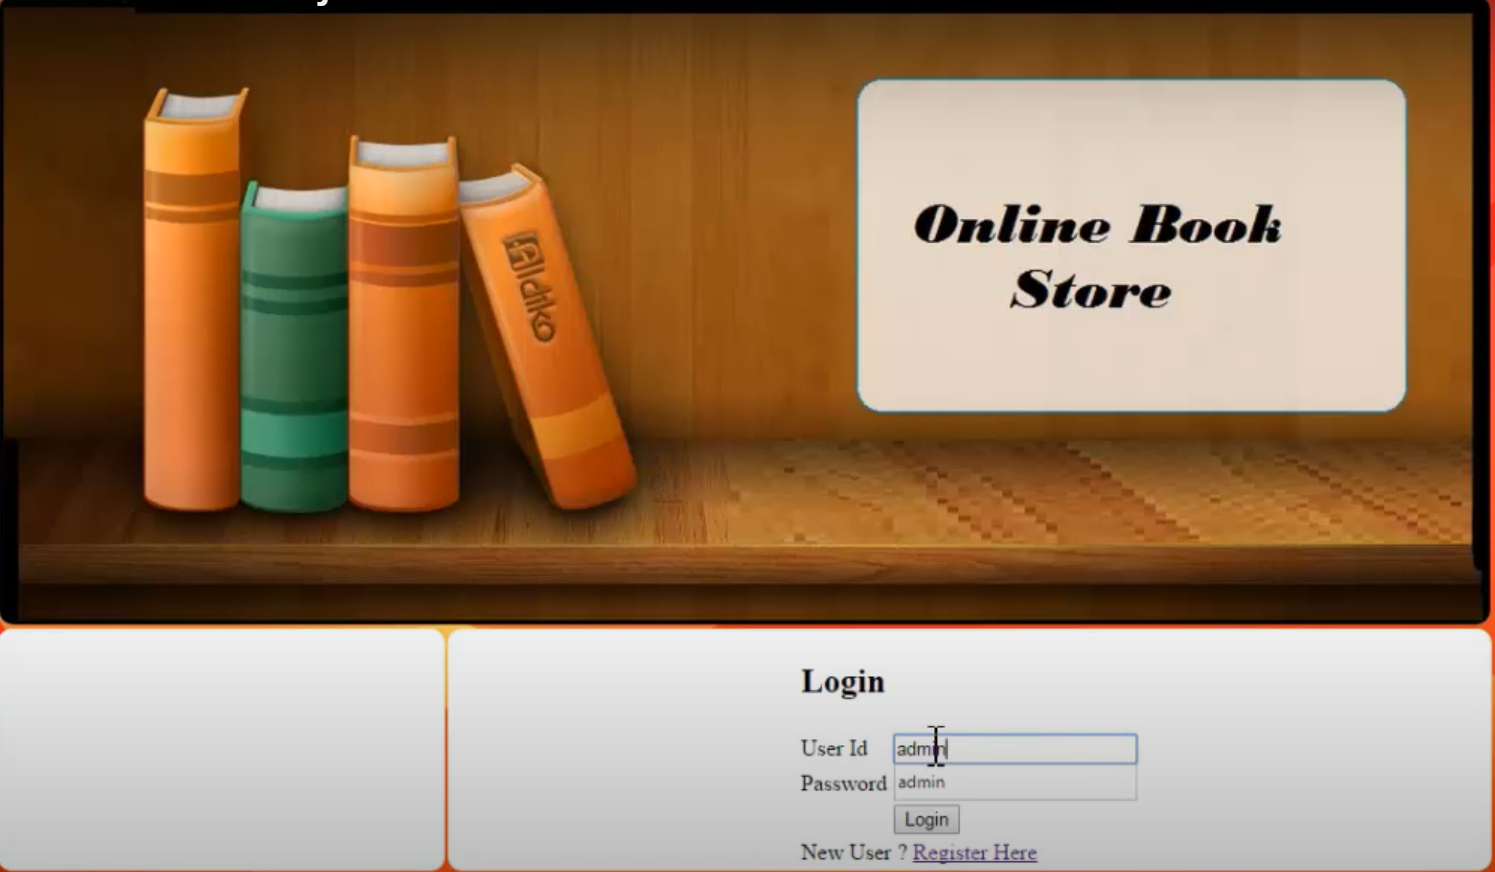 Aldiko
Online Book
Store
Login
User Id admin
Password admin
Login
New User ? Register Here